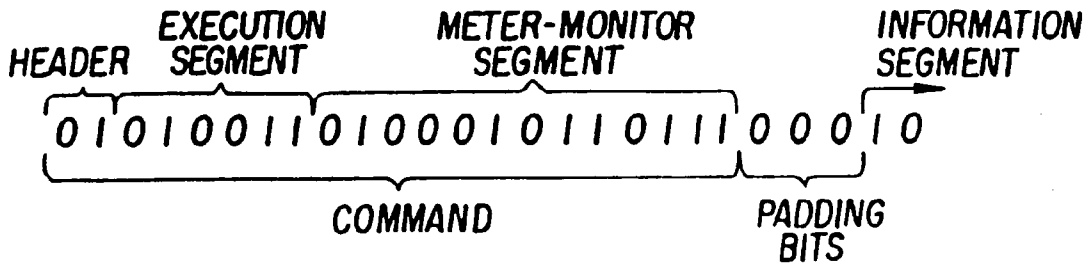 EXECUTION
SEGMENT
METER-MONITOR
SEGMENT
INFORMATION
SEGMENT
HEADER
0 1 0 1 0 0 1 1 0 1 0 0 0 1 0 1 1 0 1 1 1 0 0 0 1 0
COMMAND
PADDING
BITS